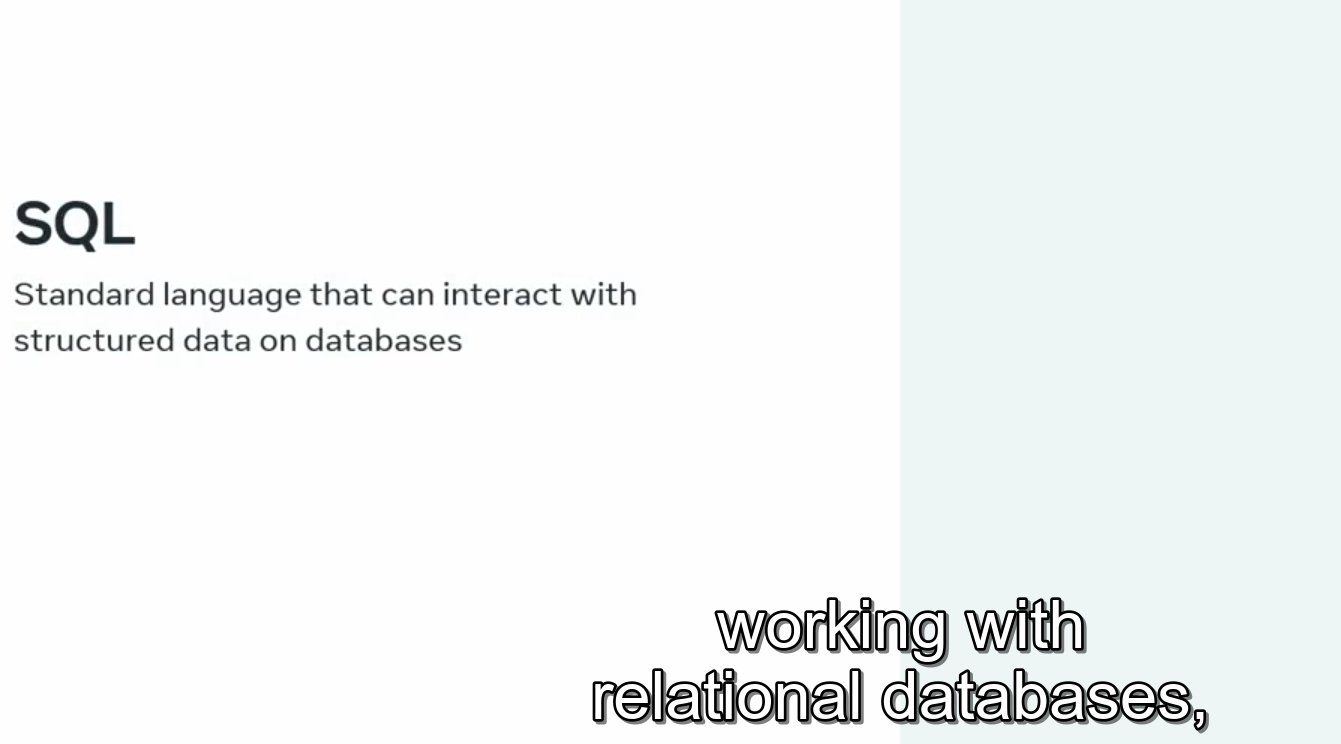 SQL
Standard language that can interact with
structured data on databases
working with
relational databases,